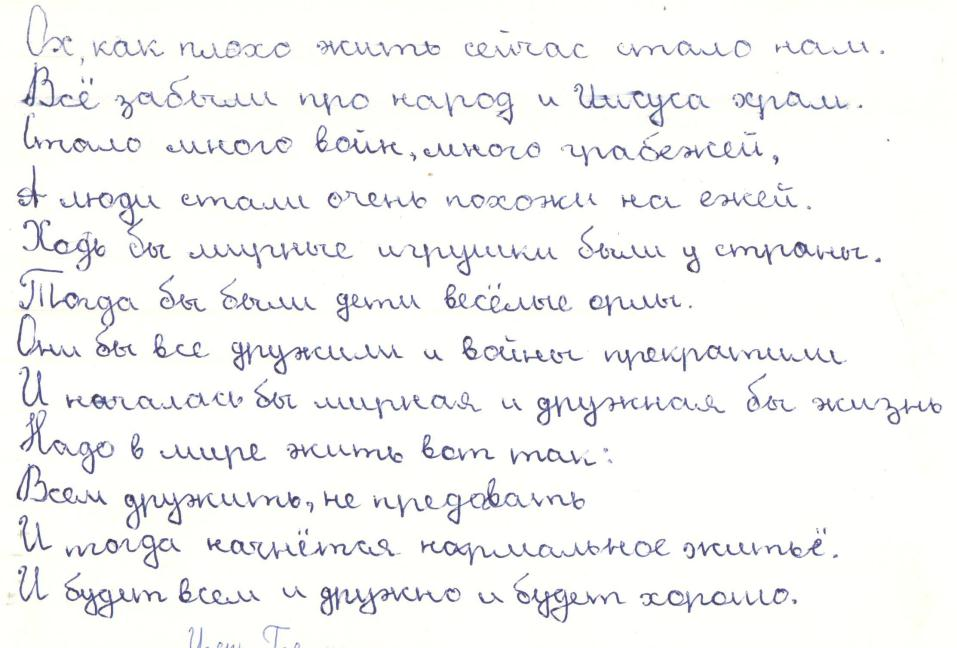 Ох, как плохо жить сейчас стало нам.
Всё забыли про народ и Иисуса храм.
Стало много войн, много грабежей,
А люди стали очень похожи на ежей.
Ходь бы мирные игрушки были у страны.
Тогда бы были дети весёлые орлы.
Они бы все дружили и войны прекратили
И началась бы мирная и дружная бы жизнь
Надо в мире жить вот так:
Всем дружить, не предовать
И тогда начнётся нормальное житьё.
И будет всем и дружно и будет хорошо.